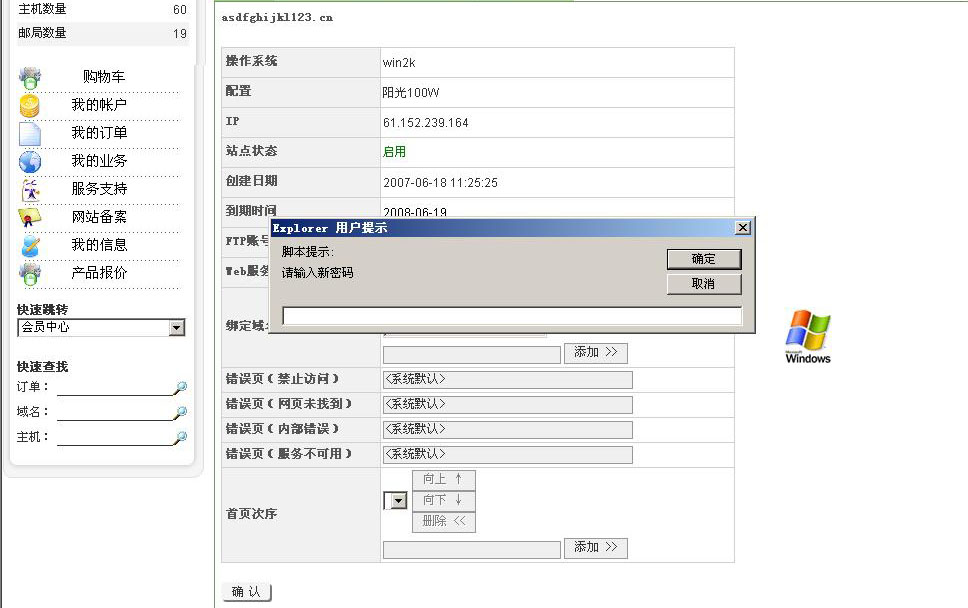 主机数量 60
邮局数量 19
购物车
我的帐户
我的订单
我的业务
服务支持
网站备案
我的信息
产品报价
快速跳转
会员中心
快速查找
订单：
域名：
主机：
asdfghijkl123.cn
操作系统 win2k
配置 阳光100W
IP 61.152.239.164
站点状态 启用
创建日期 2007-06-18 11:25:25
到期时间 2008-06-19
FTP账号
Web服务
绑定域
Explorer 用户提示
脚本提示:
请输入新密码
确定
取消
添加 >>
错误页（禁止访问） <系统默认>
错误页（网页未找到） <系统默认>
错误页（内部错误） <系统默认>
错误页（服务不可用） <系统默认>
首页次序
向上 ↑
向下 ↓
删除 <<
添加 >>
确 认
Microsoft
Windows